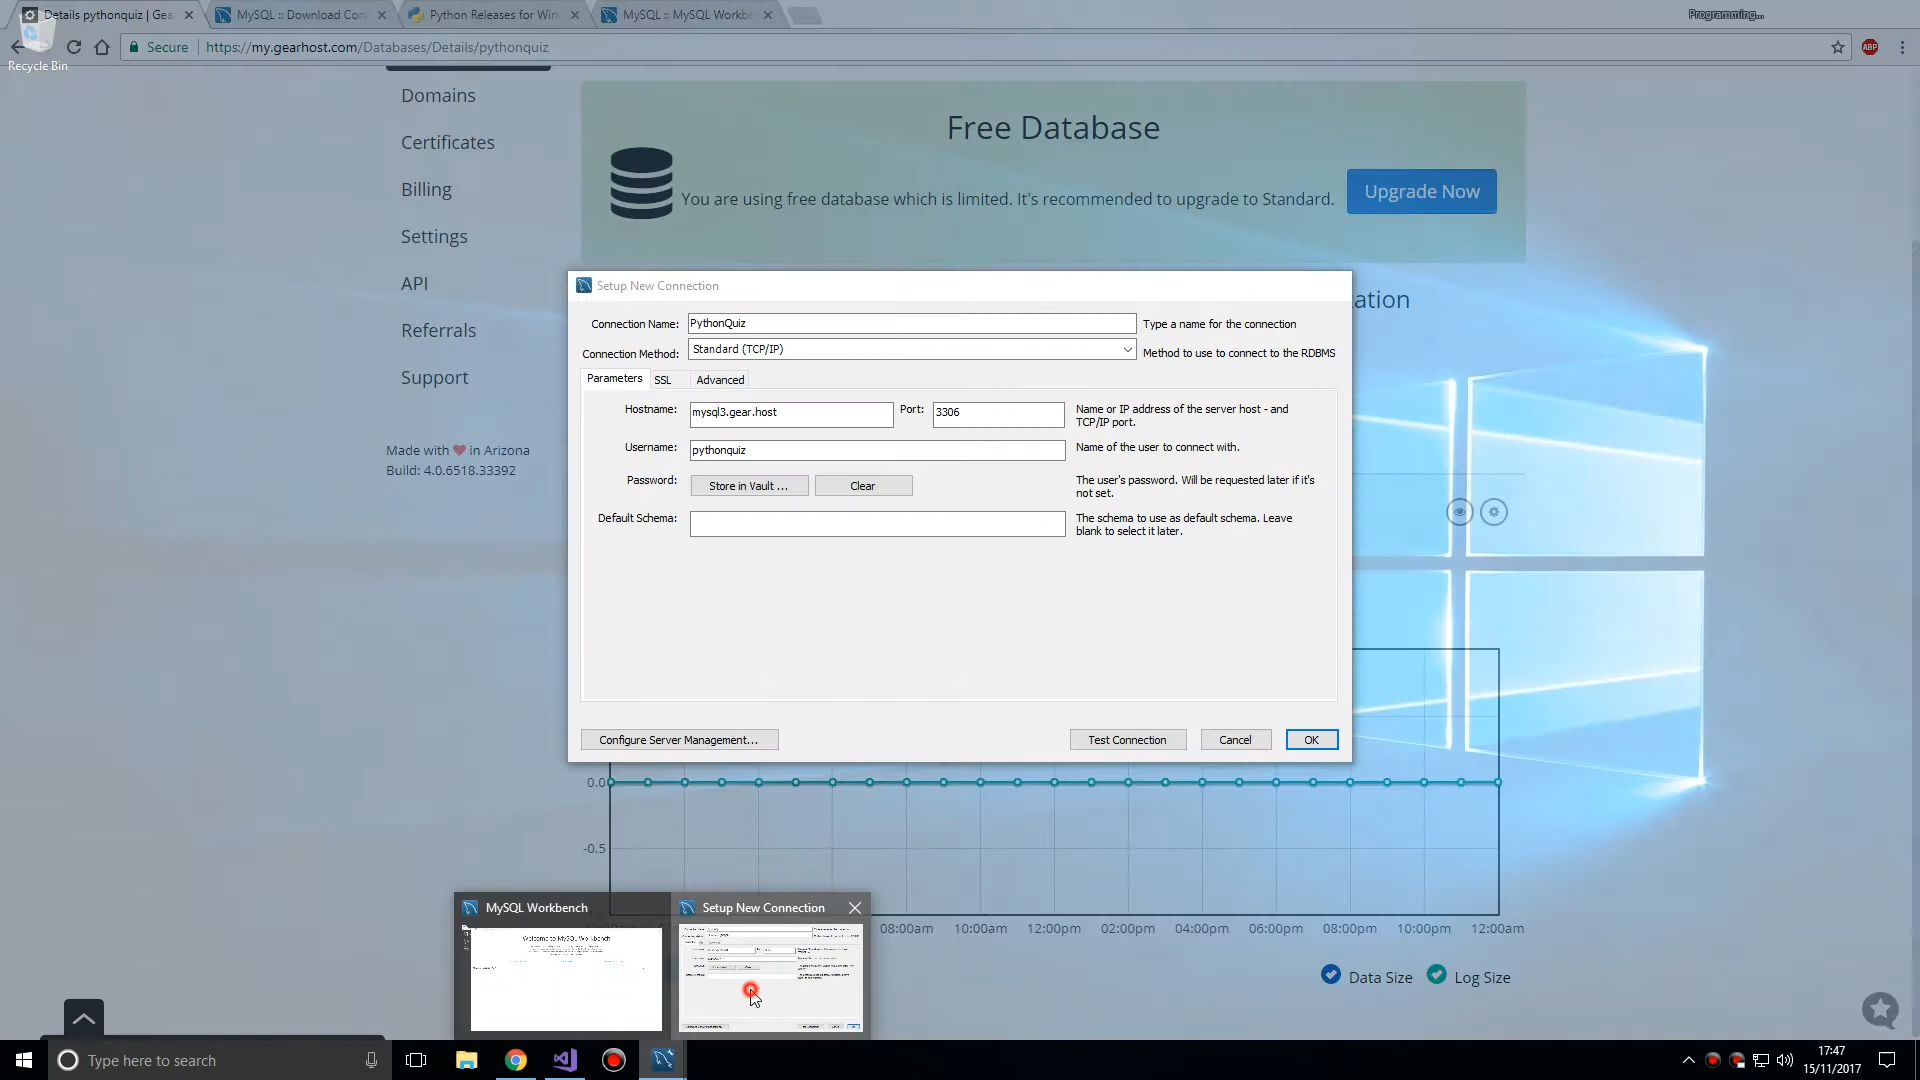 Details pythonquiz | Gea
MySQL :: Download Con
Python Releases for Win
MySQL :: MySQL Workbe
Programming...
Secure
https://my.gearhost.com/Databases/Details/pythonquiz
ABP
Recycle Bin
Domains
Certificates
Billing
Settings
API
Referrals
Support
Made with ❤ in Arizona
Build: 4.0.6518.33392
Free Database
You are using free database which is limited. It's recommended to upgrade to Standard.
Upgrade Now
ation
Setup New Connection
Connection Name: PythonQuiz Type a name for the connection
Connection Method: Standard (TCP/IP) Method to use to connect to the RDBMS
Parameters SSL Advanced
Hostname: mysql3.gear.host Port: 3306 Name or IP address of the server host - and
TCP/IP port.
Username: pythonquiz Name of the user to connect with.
Password: Store in Vault ... Clear The user's password. Will be requested later if it's
not set.
Default Schema: The schema to use as default schema. Leave
blank to select it later.
Configure Server Management... Test Connection Cancel OK
0.0
-0.5
08:00am 10:00am 12:00pm 02:00pm 04:00pm 06:00pm 08:00pm 10:00pm 12:00am
Data Size Log Size
MySQL Workbench
Setup New Connection
Welcome to MySQL Workbench
Type here to search
17:47
15/11/2017